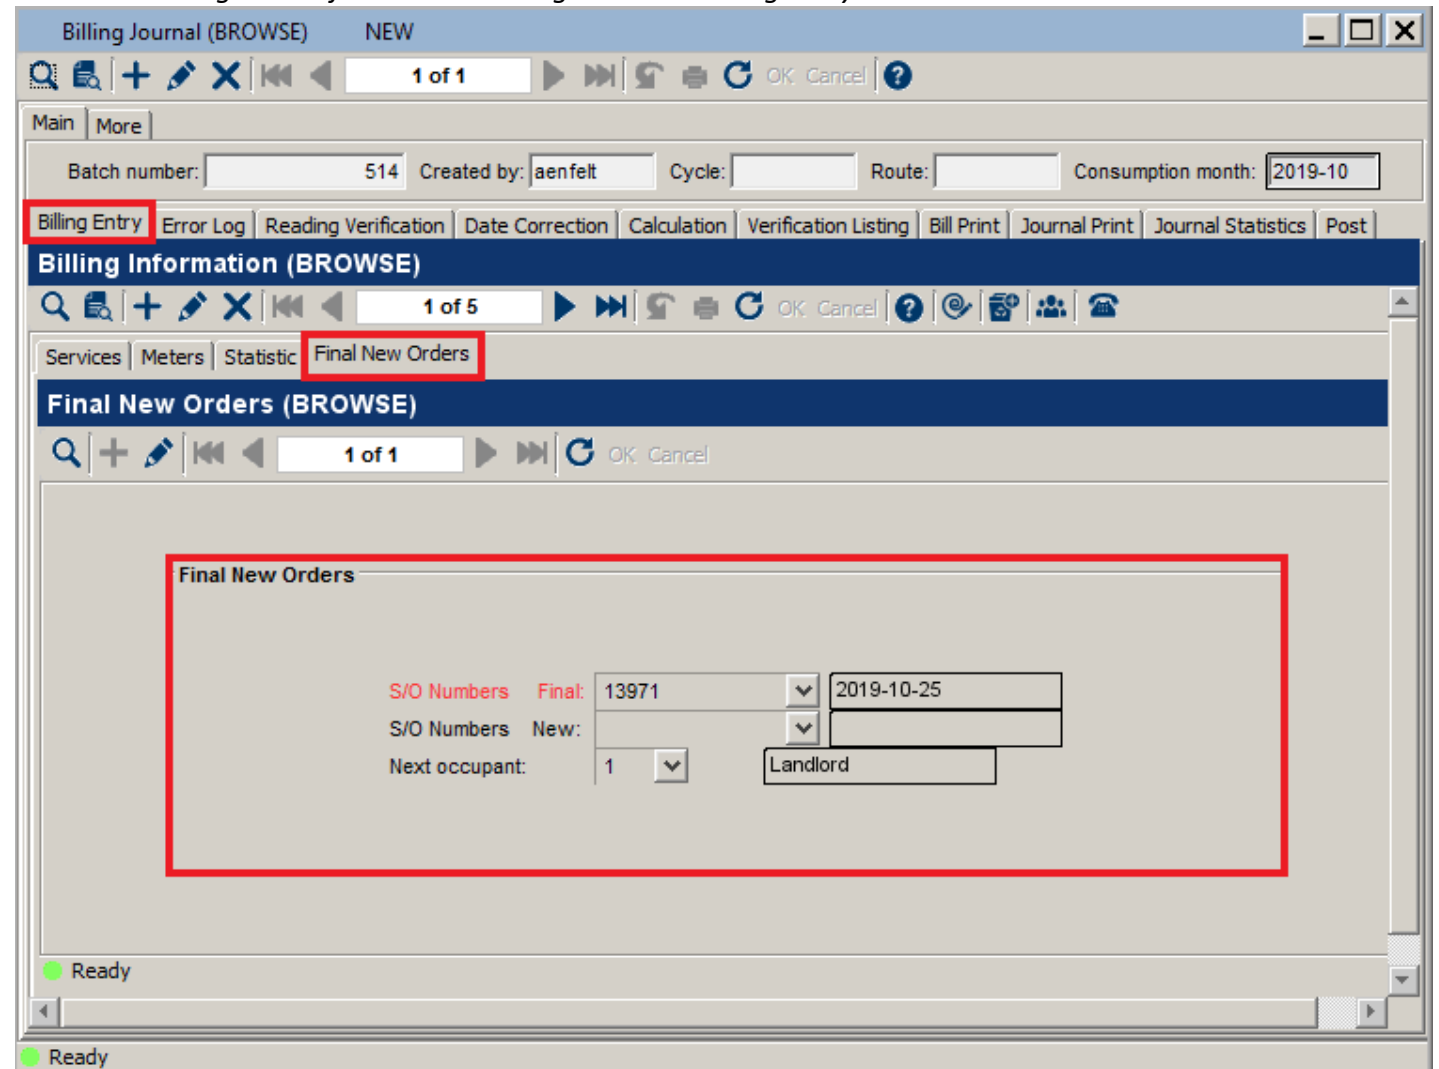 Billing Journal (BROWSE) NEW
1 of 1 OK Cancel
Main More
Batch number: 514 Created by: aenfelt Cycle: Route: Consumption month: 2019-10
Billing Entry Error Log Reading Verification Date Correction Calculation Verification Listing Bill Print Journal Print Journal Statistics Post
Billing Information (BROWSE)
1 of 5 OK Cancel
Services Meters Statistic Final New Orders
Final New Orders (BROWSE)
1 of 1 OK Cancel
Final New Orders
S/O Numbers Final: 13971 2019-10-25
S/O Numbers New:
Next occupant: 1 Landlord
Ready
Ready